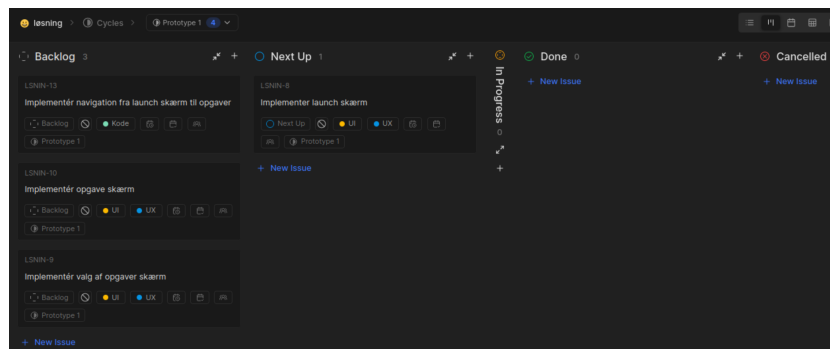 løsning > Cycles > Prototype 1 4
Backlog 3
LSNIN-13
Implementér navigation fra launch skærm til opgaver
Backlog Kode
Prototype 1
LSNIN-10
Implementér opgave skærm
Backlog UI UX
Prototype 1
LSNIN-9
Implementér valg af opgaver skærm
Backlog UI UX
Prototype 1
+ New Issue
Next Up 1
LSNIN-8
Implementer launch skærm
Next Up UI UX
Prototype 1
+ New Issue
In Progress 0
+
Done 0
+ New Issue
Cancelled
+ New Issue